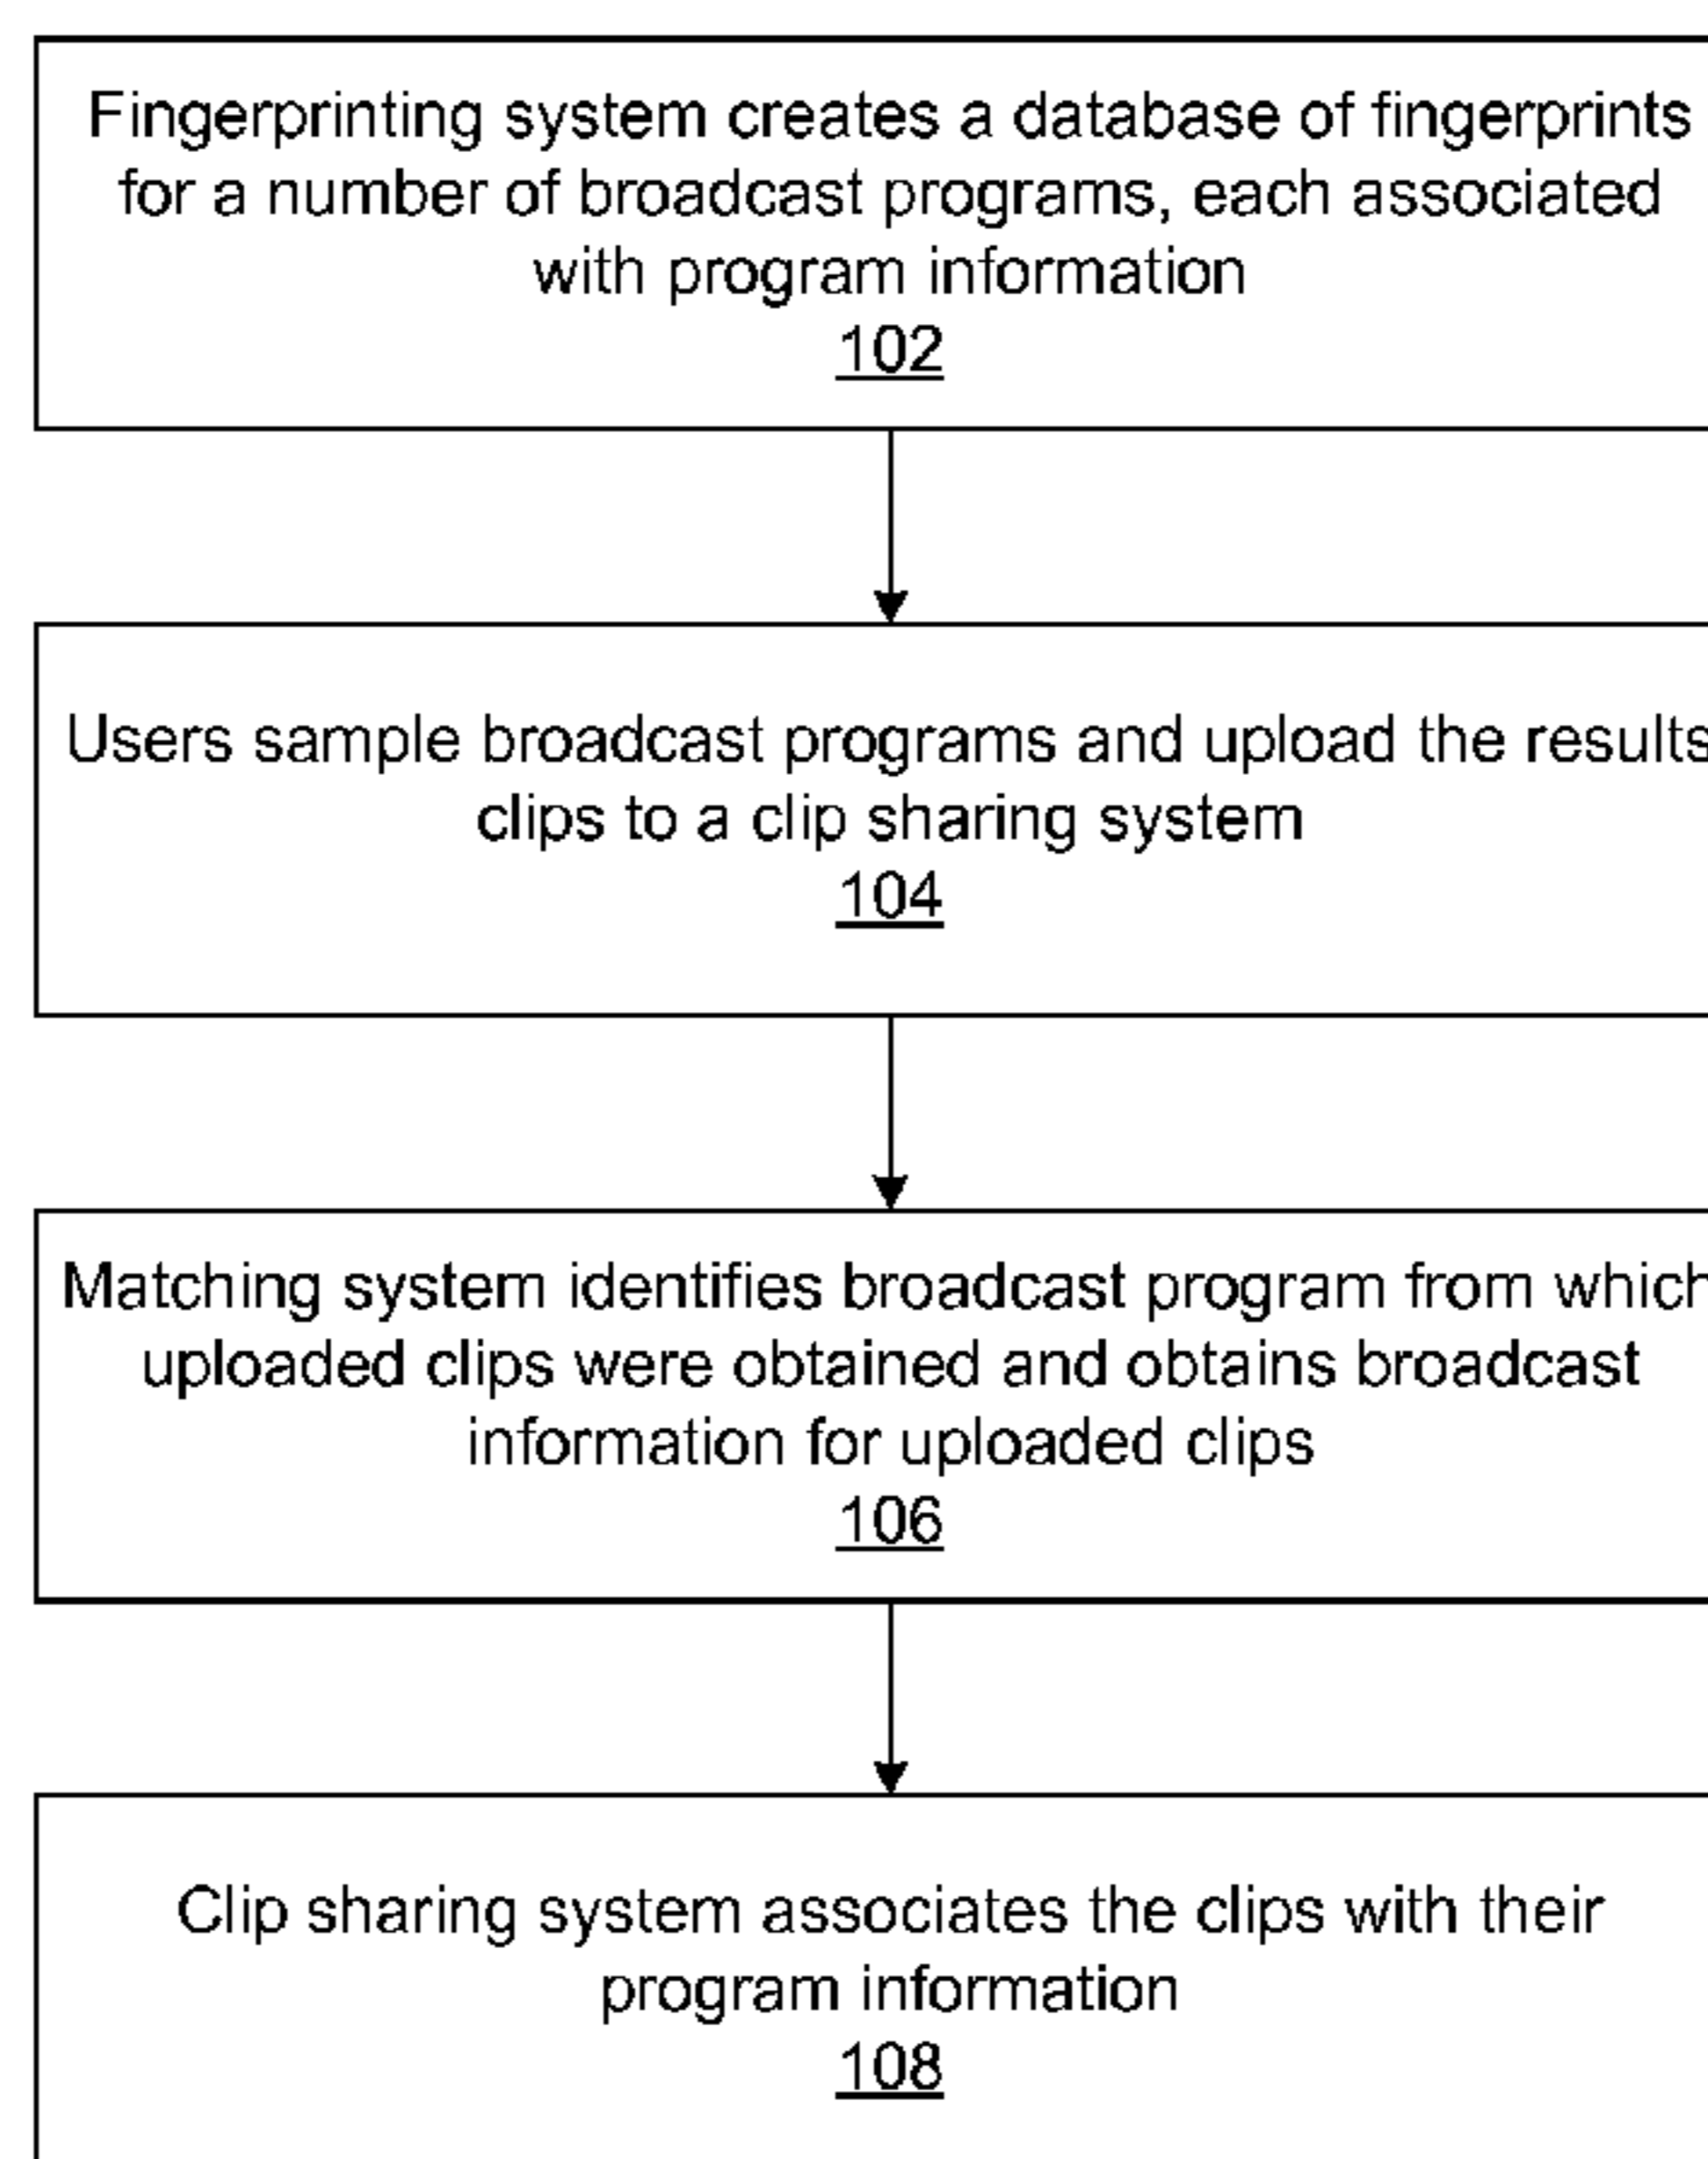 Fingerprinting system creates a database of fingerprints
for a number of broadcast programs, each associated
with program information
102
Users sample broadcast programs and upload the results
clips to a clip sharing system
104
Matching system identifies broadcast program from which
uploaded clips were obtained and obtains broadcast
information for uploaded clips
106
Clip sharing system associates the clips with their
program information
108